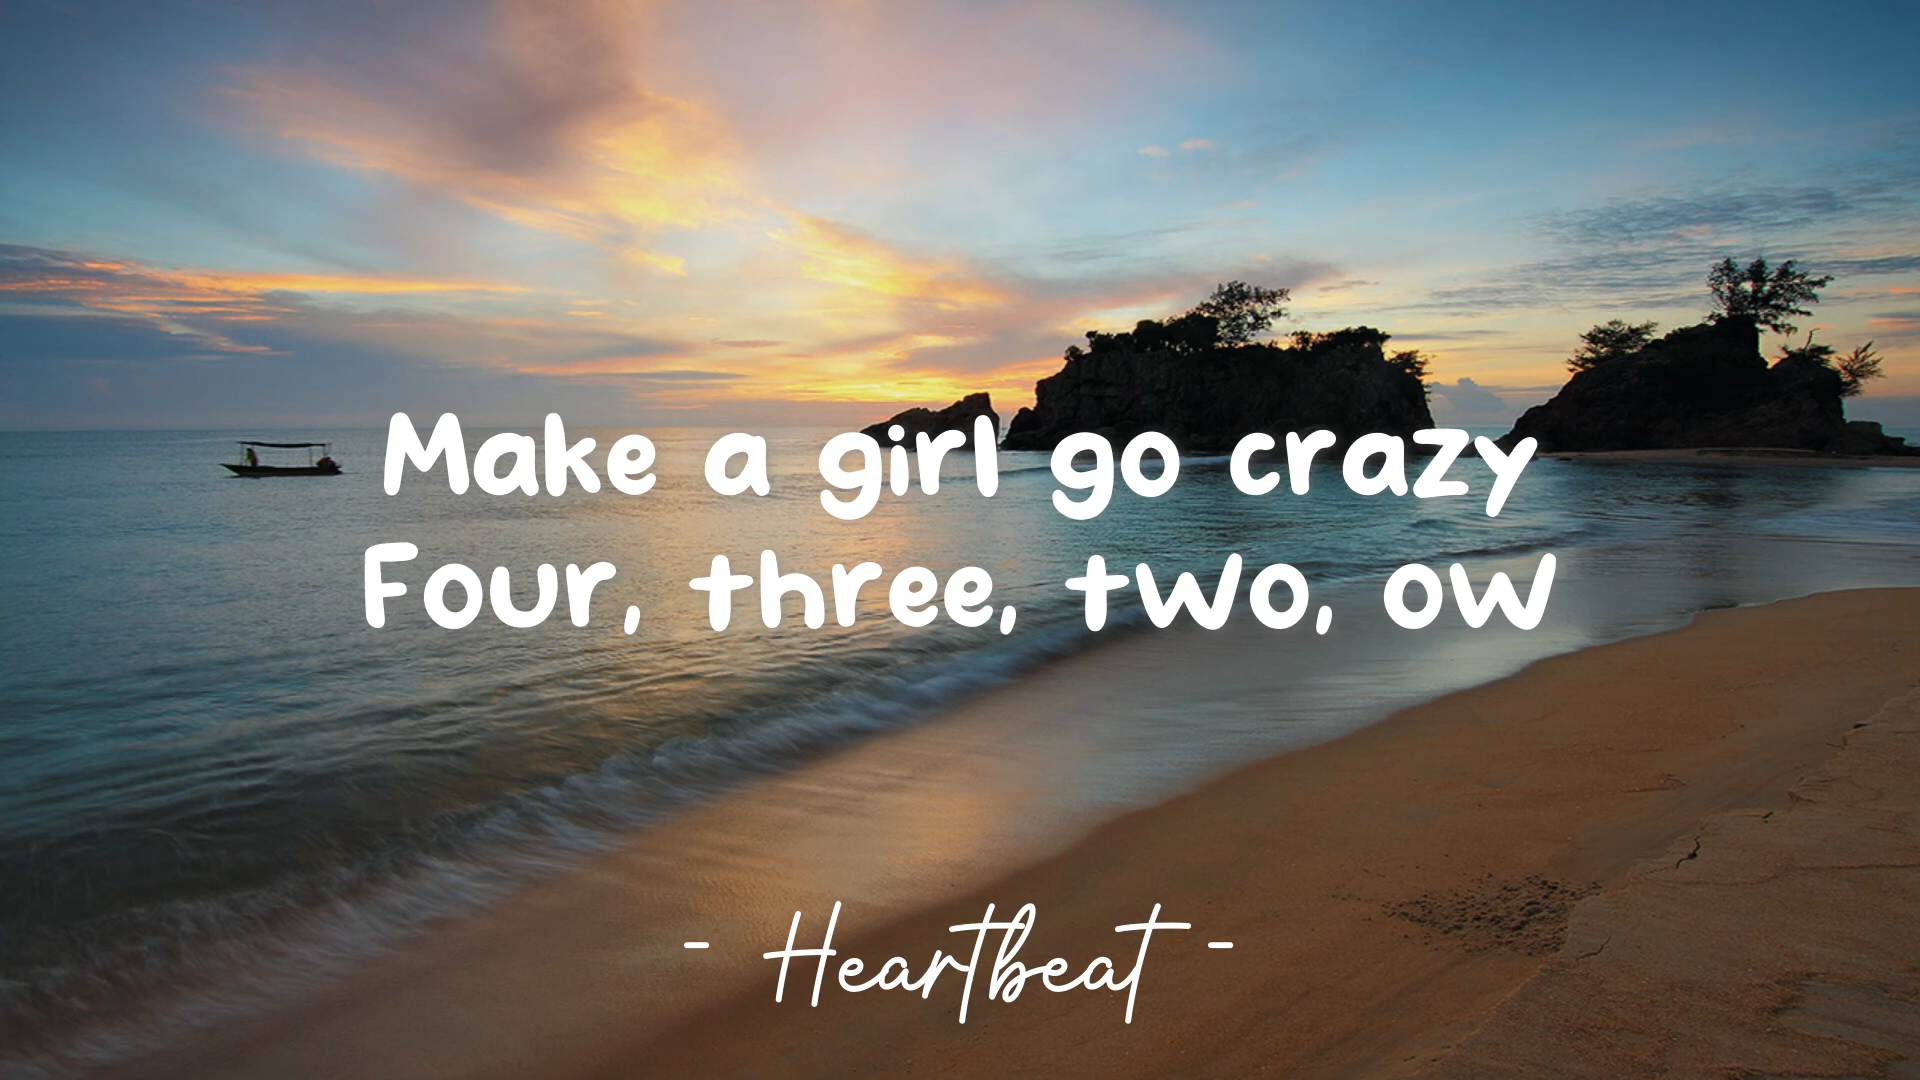 Make a girl go crazy
Four, three, two, ow
- Heartbeat -